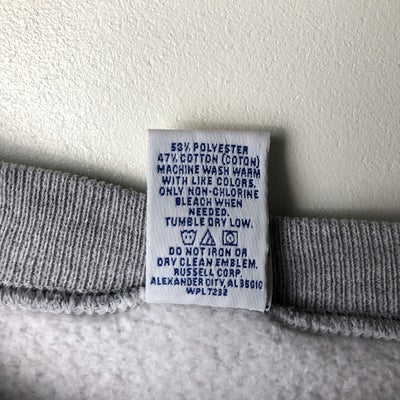 53% POLYESTER
47% COTTON (COTON)
MACHINE WASH WARM
WITH LIKE COLORS.
ONLY NON-CHLORINE
BLEACH WHEN
NEEDED.
TUMBLE DRY LOW.
DO NOT IRON OR
DRY CLEAN EMBLEM.
RUSSELL CORP.
ALEXANDER CITY, AL 35010
WPL7232